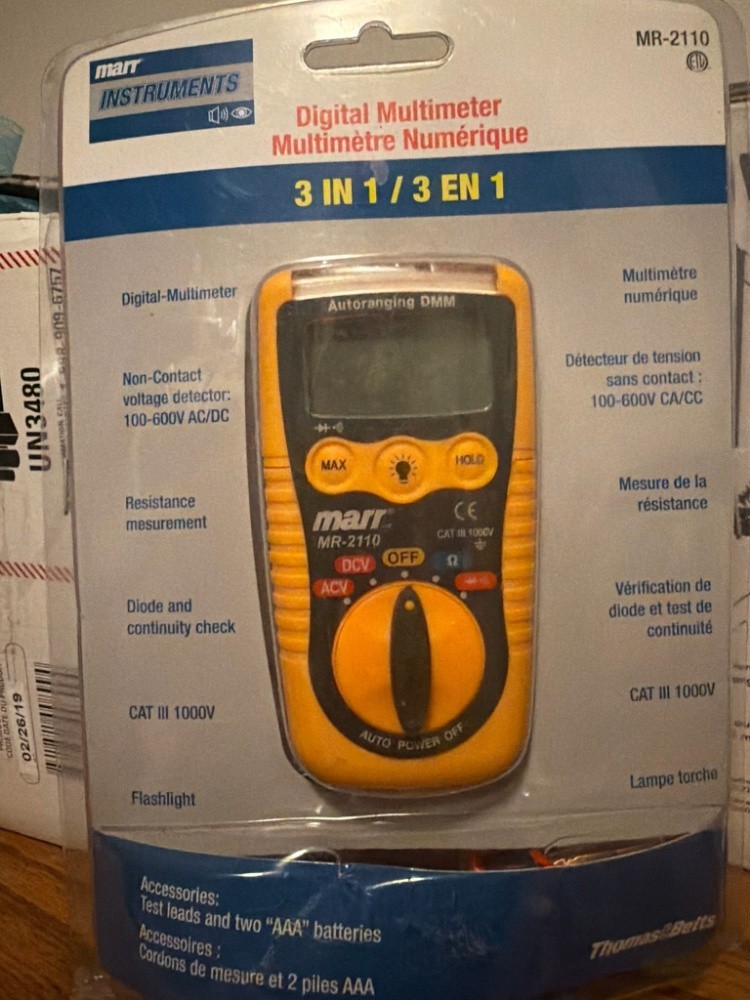 marr
INSTRUMENTS
MR-2110
ETL
Digital Multimeter
Multimètre Numérique
3 IN 1 / 3 EN 1
Digital-Multimeter
Non-Contact
voltage detector:
100-600V AC/DC
Resistance
mesurement
Diode and
continuity check
CAT III 1000V
Flashlight
Autoranging DMM
MAX
HOLD
marr
MR-2110
CE
CAT III 1000V
ACV
DCV
OFF
Ω
AUTO POWER OFF
Multimètre
numérique
Détecteur de tension
sans contact :
100-600V CA/CC
Mesure de la
résistance
Vérification de
diode et test de
continuité
CAT III 1000V
Lampe torche
Accessories:
Test leads and two “AAA” batteries
Accessoires :
Cordons de mesure et 2 piles AAA
Thomas&Betts
UN3480
02/26/19